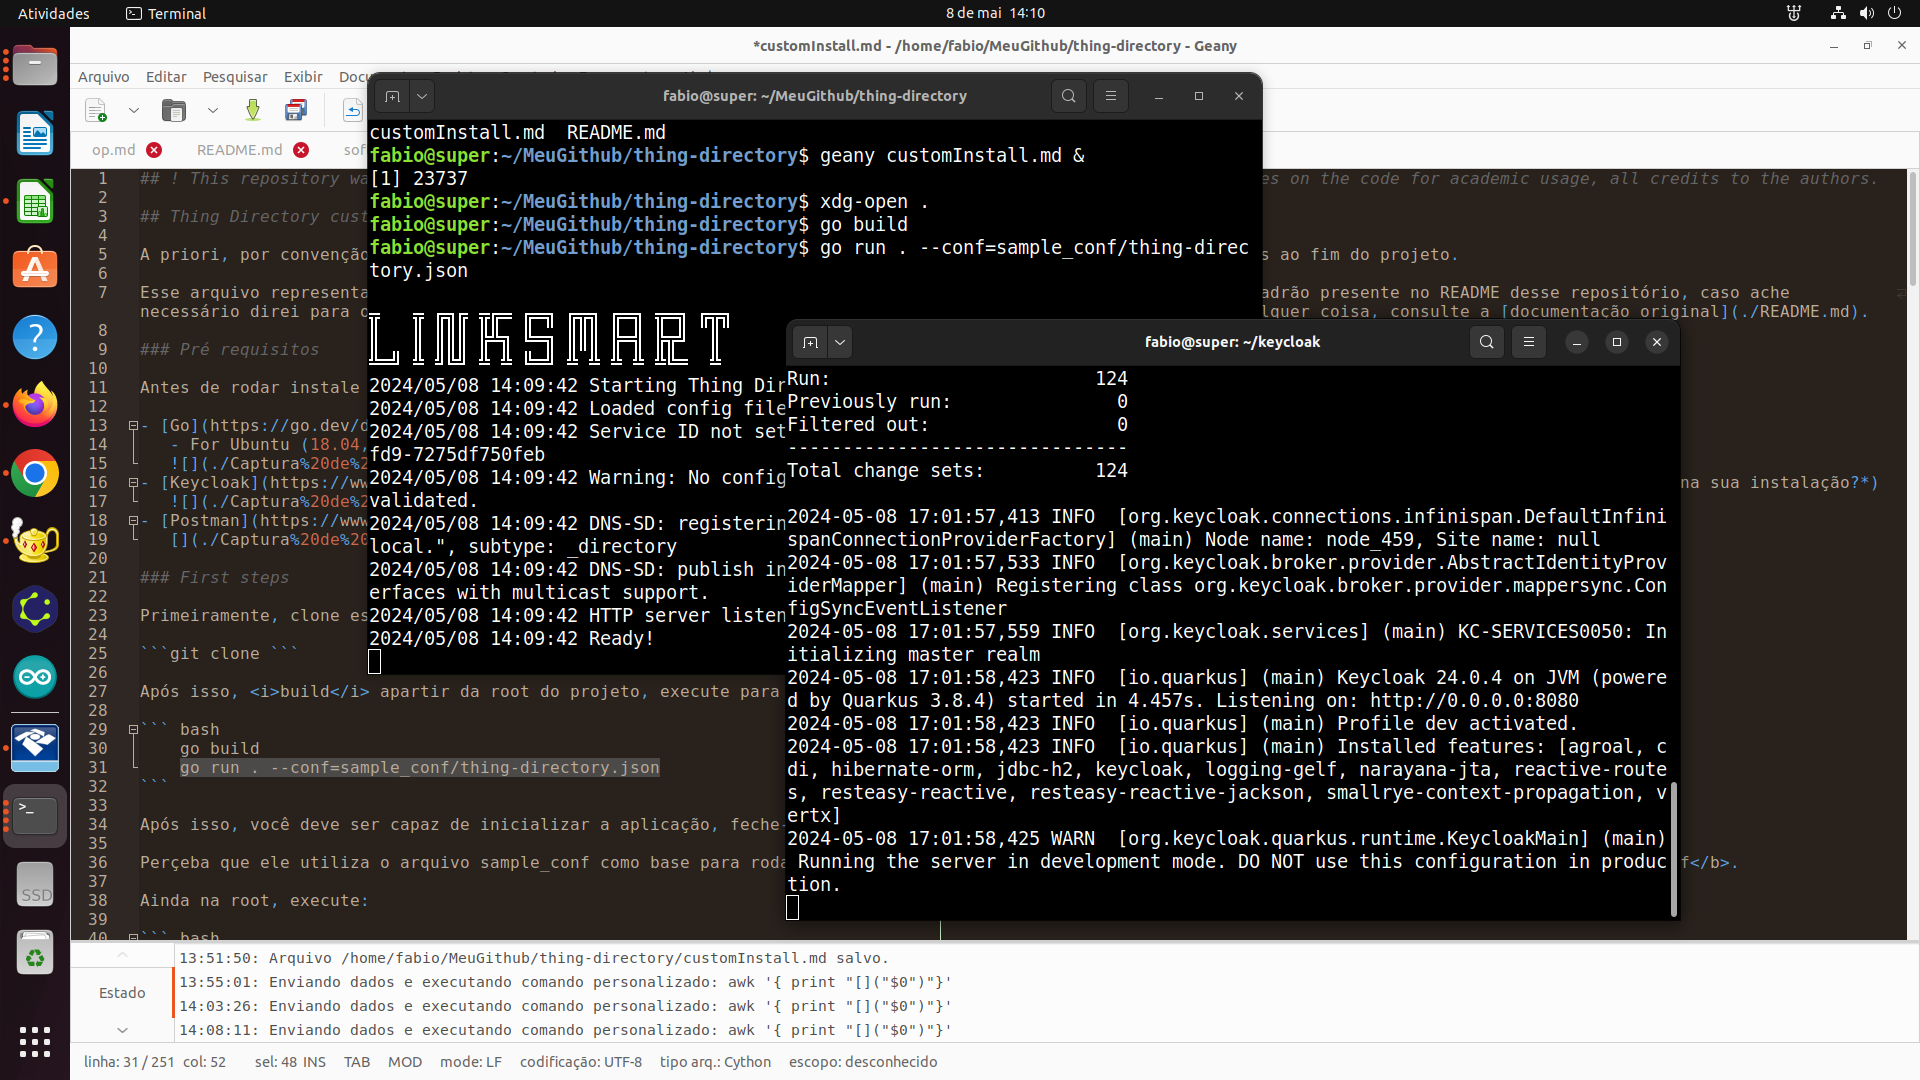 Atividades
Terminal
8 de mai 14:10
*customInstall.md - /home/fabio/MeuGithub/thing-directory - Geany
Arquivo Editar Pesquisar Exibir Docu
op.md README.md sof
fabio@super: ~/MeuGithub/thing-directory
customInstall.md README.md
fabio@super:~/MeuGithub/thing-directory$ geany customInstall.md &
[1] 23737
fabio@super:~/MeuGithub/thing-directory$ xdg-open .
fabio@super:~/MeuGithub/thing-directory$ go build
fabio@super:~/MeuGithub/thing-directory$ go run . --conf=sample_conf/thing-direc
tory.json
LINKSMART
2024/05/08 14:09:42 Starting Thing Dir
2024/05/08 14:09:42 Loaded config file
2024/05/08 14:09:42 Service ID not set
fd9-7275df750feb
2024/05/08 14:09:42 Warning: No config
validated.
2024/05/08 14:09:42 DNS-SD: registerin
local.", subtype: _directory
2024/05/08 14:09:42 DNS-SD: publish in
erfaces with multicast support.
2024/05/08 14:09:42 HTTP server listen
2024/05/08 14:09:42 Ready!
fabio@super: ~/keycloak
Run: 124
Previously run: 0
Filtered out: 0
-------------------------------
Total change sets: 124
2024-05-08 17:01:57,413 INFO [org.keycloak.connections.infinispan.DefaultInfini
spanConnectionProviderFactory] (main) Node name: node_459, Site name: null
2024-05-08 17:01:57,533 INFO [org.keycloak.broker.provider.AbstractIdentityProv
iderMapper] (main) Registering class org.keycloak.broker.provider.mappersync.Con
figSyncEventListener
2024-05-08 17:01:57,559 INFO [org.keycloak.services] (main) KC-SERVICES0050: In
itializing master realm
2024-05-08 17:01:58,423 INFO [io.quarkus] (main) Keycloak 24.0.4 on JVM (powere
d by Quarkus 3.8.4) started in 4.457s. Listening on: http://0.0.0.0:8080
2024-05-08 17:01:58,423 INFO [io.quarkus] (main) Profile dev activated.
2024-05-08 17:01:58,423 INFO [io.quarkus] (main) Installed features: [agroal, c
di, hibernate-orm, jdbc-h2, keycloak, logging-gelf, narayana-jta, reactive-route
s, resteasy-reactive, resteasy-reactive-jackson, smallrye-context-propagation, v
ertx]
2024-05-08 17:01:58,425 WARN [org.keycloak.quarkus.runtime.KeycloakMain] (main)
Running the server in development mode. DO NOT use this configuration in produc
tion.
1 ## ! This repository wa es on the code for academic usage, all credits to the authors.
2
3 ## Thing Directory cust
4
5 A priori, por convenção s ao fim do projeto.
6
7 Esse arquivo representa adrão presente no README desse repositório, caso ache
necessário direi para o lquer coisa, consulte a [documentação original](./README.md).
8
9 ### Pré requisitos
10
11 Antes de rodar instale
12
13 - [Go](https://go.dev/d
14 - For Ubuntu (18.04,
15 ![](./Captura%20de%2
16 - [Keycloak](https://ww na sua instalação?*)
17 ![](./Captura%20de%2
18 - [Postman](https://www
19 [](./Captura%20de%20
20
21 ### First steps
22
23 Primeiramente, clone es
24
25 ```git clone ```
26
27 Após isso, <i>build</i> apartir da root do projeto, execute para
28
29 ``` bash
30 go build
31 go run . --conf=sample_conf/thing-directory.json
32 ```
33
34 Após isso, você deve ser capaz de inicializar a aplicação, feche-
35
36 Perçeba que ele utiliza o arquivo sample_conf como base para roda f</b>.
37
38 Ainda na root, execute:
39
40 ``` bash
SSD
Estado
13:51:50: Arquivo /home/fabio/MeuGithub/thing-directory/customInstall.md salvo.
13:55:01: Enviando dados e executando comando personalizado: awk '{ print "[]("$0")"}'
14:03:26: Enviando dados e executando comando personalizado: awk '{ print "[]("$0")"}'
14:08:11: Enviando dados e executando comando personalizado: awk '{ print "[]("$0")"}'
linha: 31 / 251 col: 52 sel: 48 INS TAB MOD mode: LF codificação: UTF-8 tipo arq.: Cython escopo: desconhecido